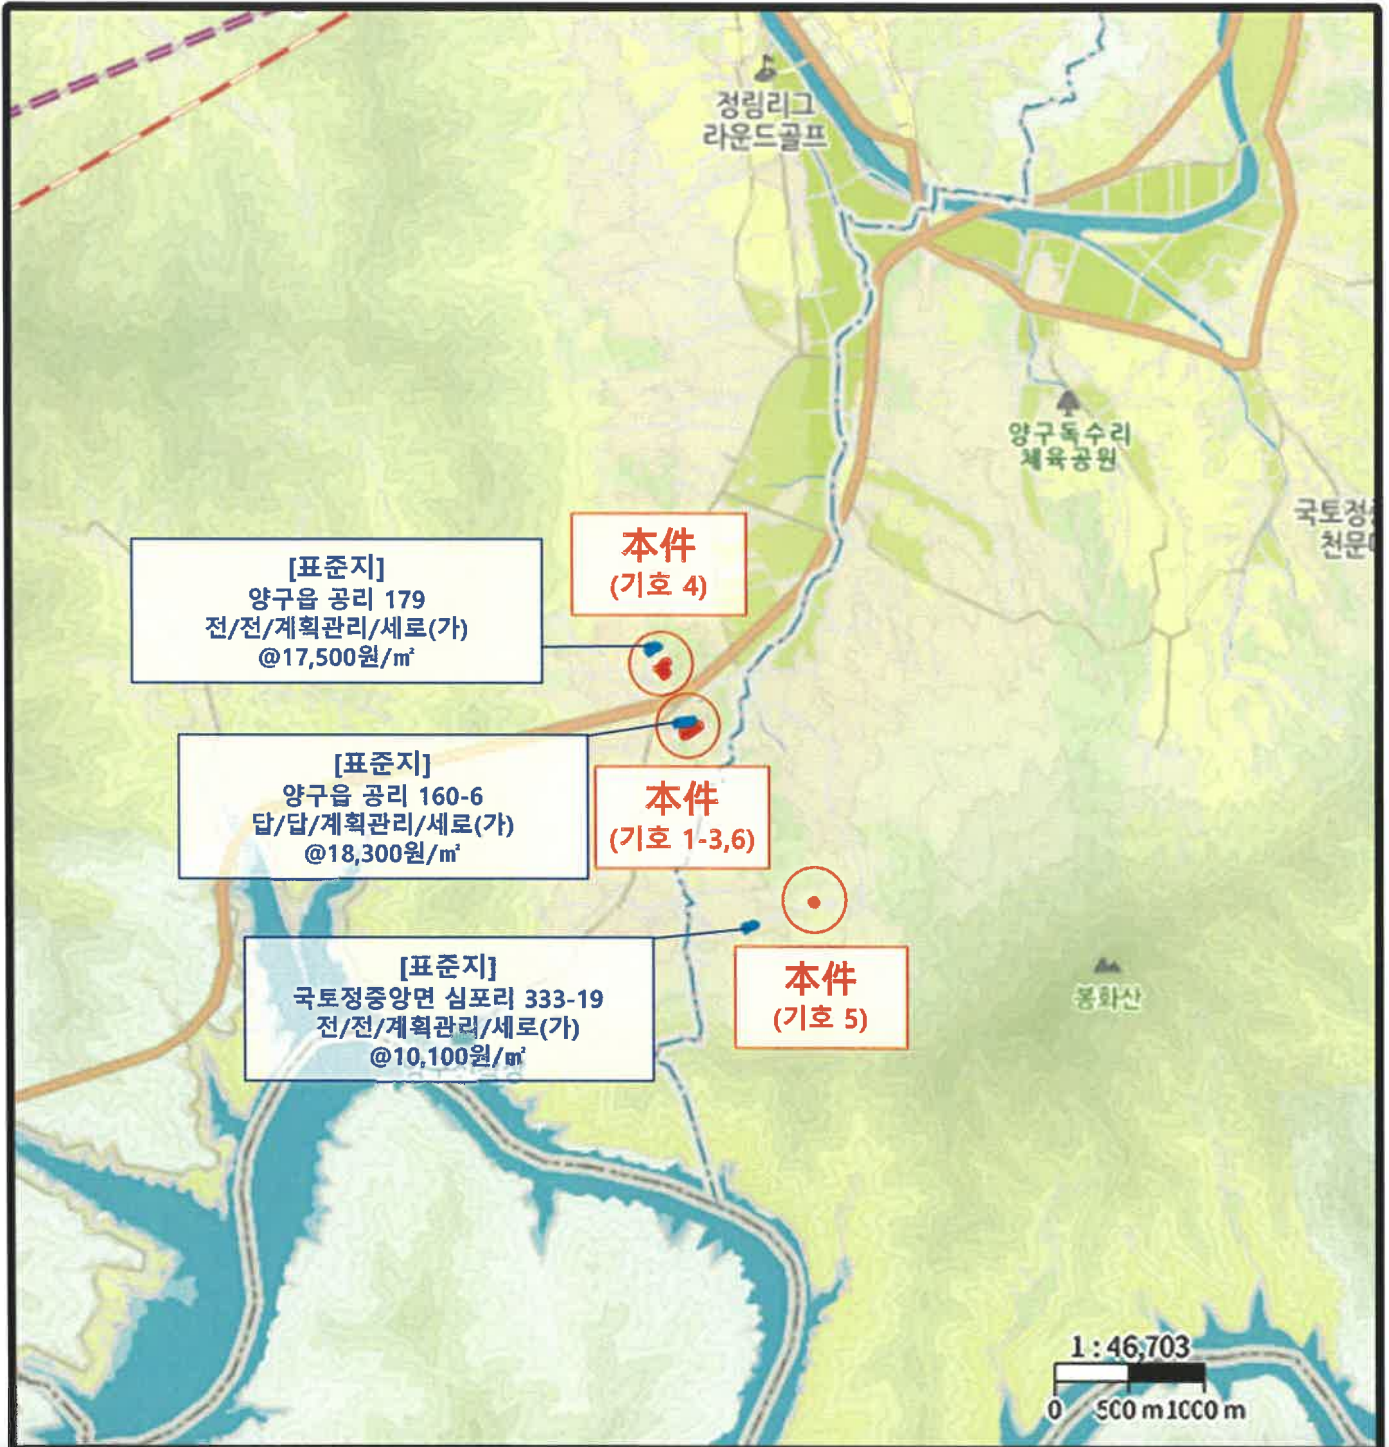 정림리그
라운드골프
양구독수리
체육공원
국토정
천문
本件
(기호 4)
[표준지]
양구읍 공리 179
전/전/계획관리/세로(가)
@17,500원/㎡
[표준지]
양구읍 공리 160-6
답/답/계획관리/세로(가)
@18,300원/㎡
本件
(기호 1-3,6)
[표준지]
국토정중앙면 심포리 333-19
전/전/계획관리/세로(가)
@10,100원/㎡
本件
(기호 5)
봉화산
1 : 46,703
0 500 m 1000 m